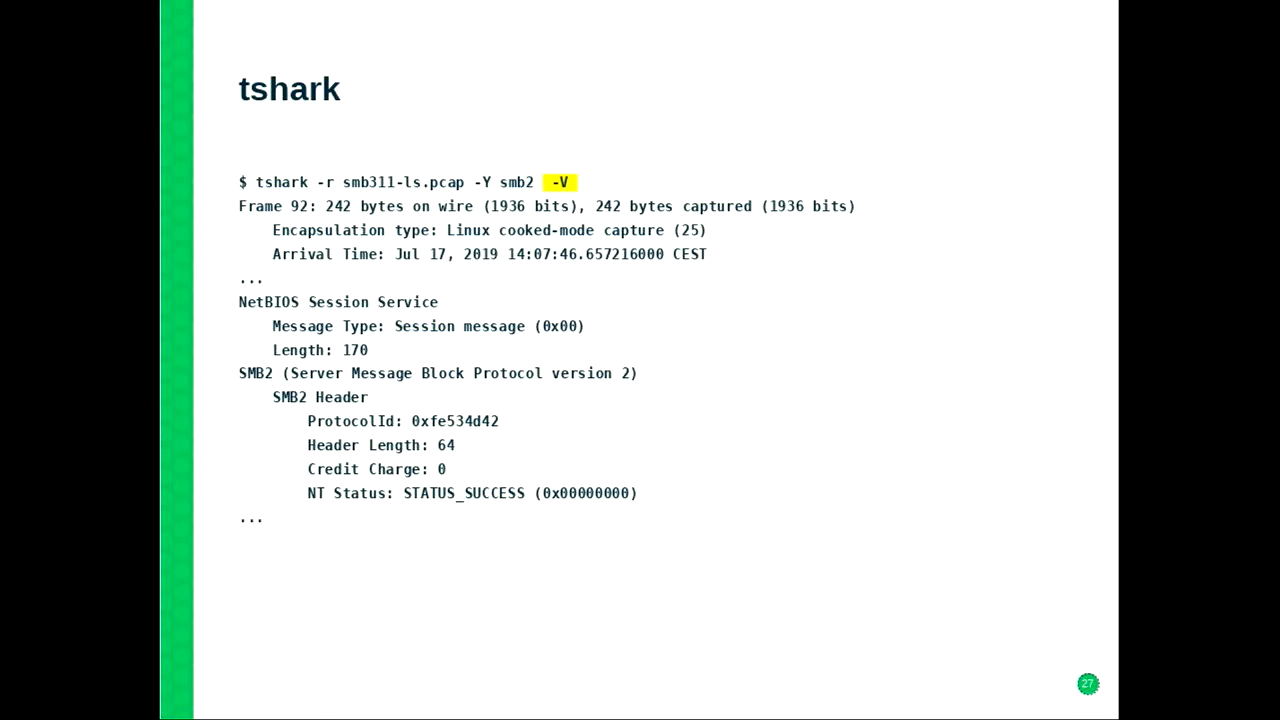 tshark
$ tshark -r smb311-ls.pcap -Y smb2 -V
Frame 92: 242 bytes on wire (1936 bits), 242 bytes captured (1936 bits)
    Encapsulation type: Linux cooked-mode capture (25)
    Arrival Time: Jul 17, 2019 14:07:46.657216000 CEST
...
NetBIOS Session Service
    Message Type: Session message (0x00)
    Length: 170
SMB2 (Server Message Block Protocol version 2)
    SMB2 Header
        ProtocolId: 0xfe534d42
        Header Length: 64
        Credit Charge: 0
        NT Status: STATUS_SUCCESS (0x00000000)
...
27